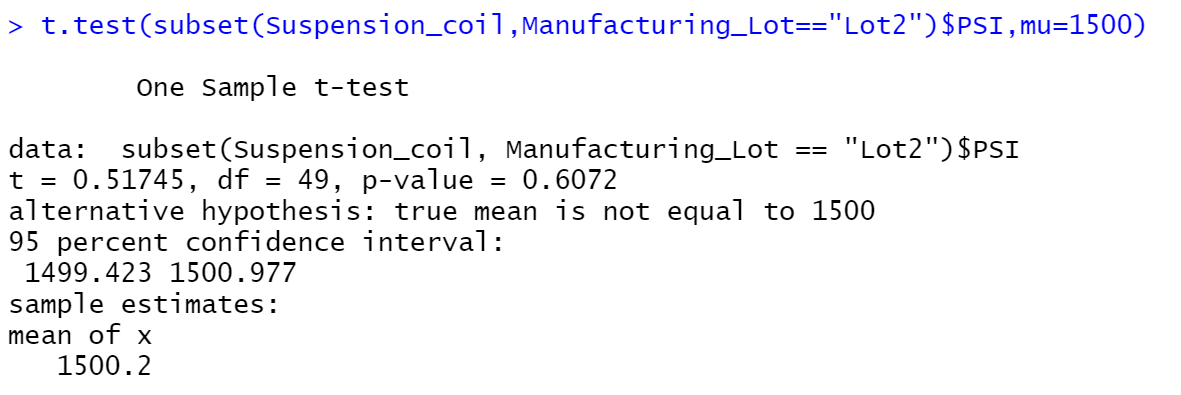 > t.test(subset(Suspension_coil,Manufacturing_Lot=="Lot2")$PSI,mu=1500)
One Sample t-test
data:  subset(Suspension_coil, Manufacturing_Lot == "Lot2")$PSI
t = 0.51745, df = 49, p-value = 0.6072
alternative hypothesis: true mean is not equal to 1500
95 percent confidence interval:
1499.423 1500.977
sample estimates:
mean of x
1500.2